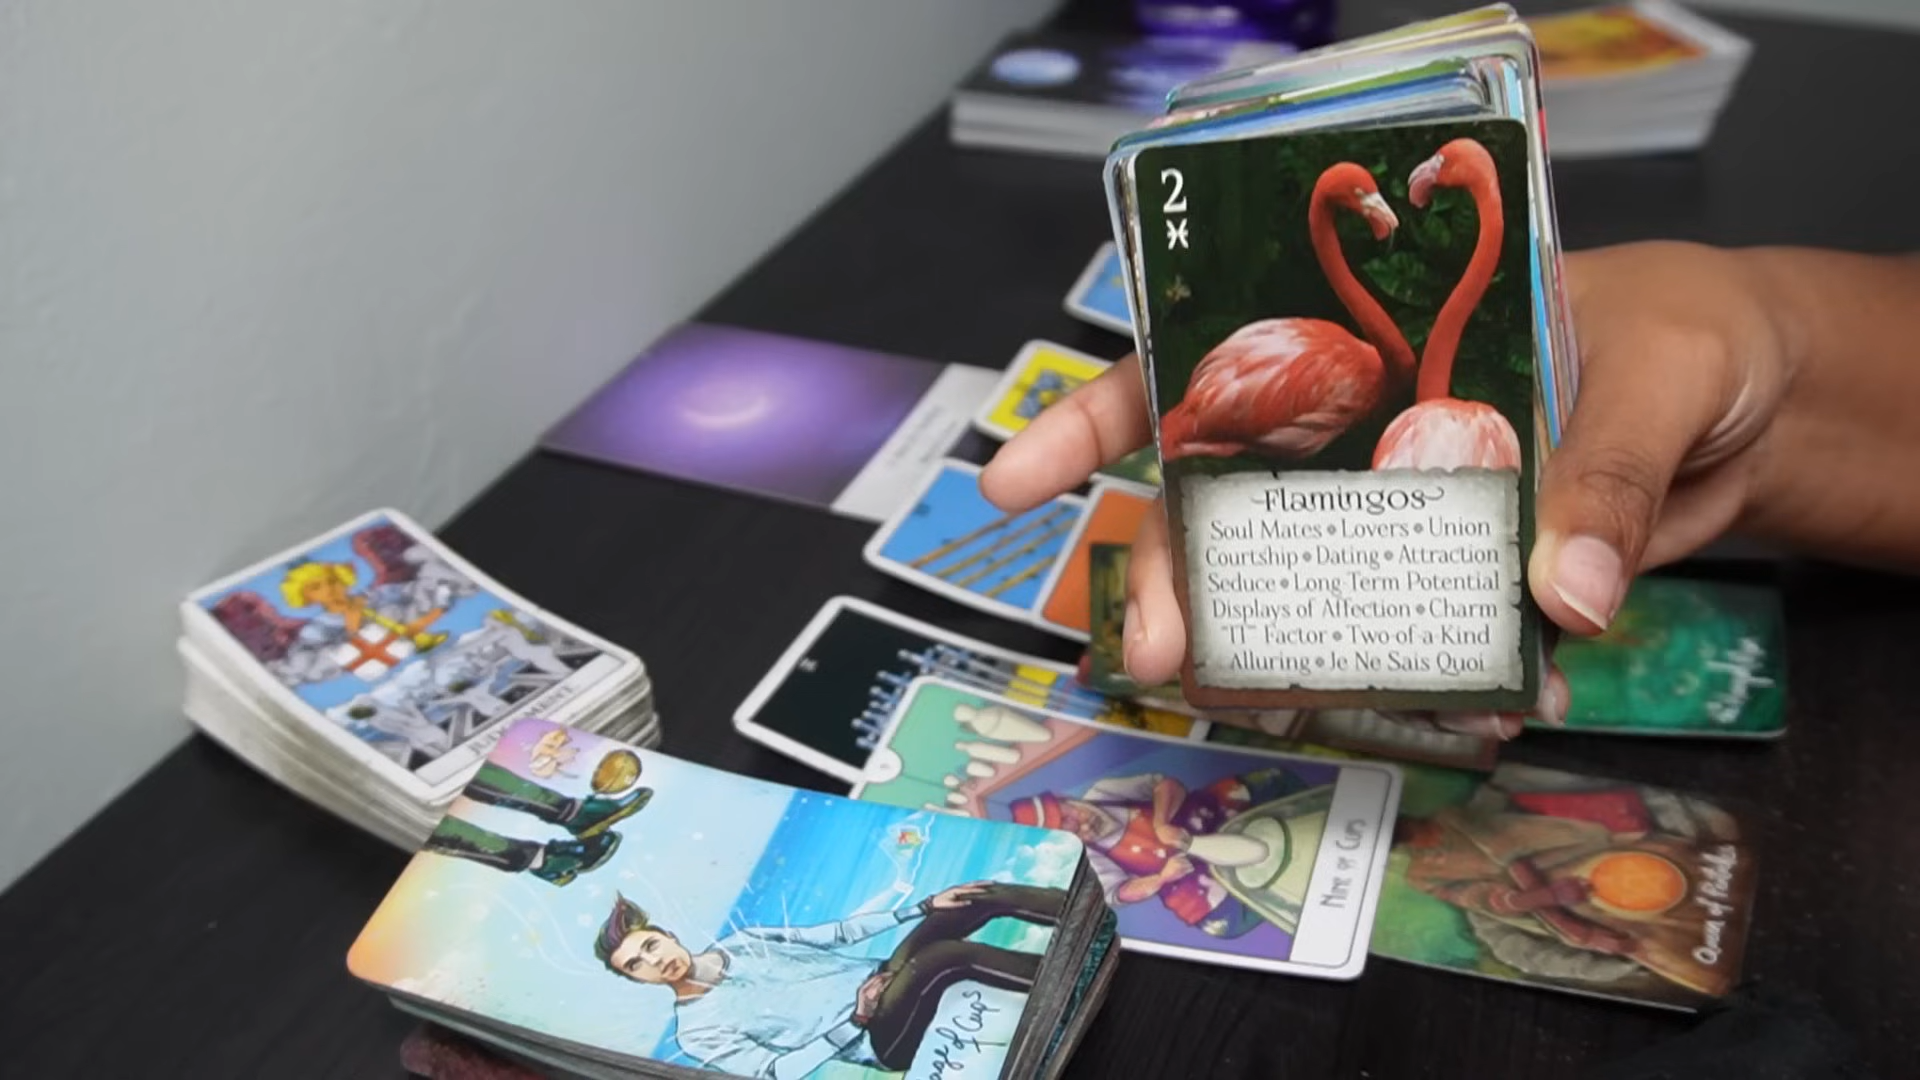 2
Flamingos
Soul Mates • Lovers • Union
Courtship • Dating • Attraction
Seduce • Long-Term Potential
Displays of Affection • Charm
"IT" Factor • Two-of-a-Kind
Alluring • Je Ne Sais Quoi
JUDGEMENT.
Nine of Cups
Queen of Pentacles
Page of Cups